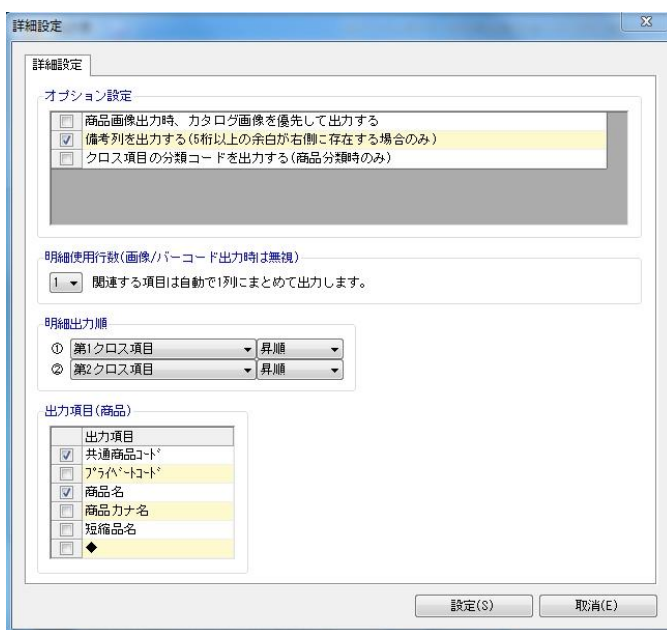 詳細設定
詳細設定
オプション設定
商品画像出力時、カタログ画像を優先して出力する
備考列を出力する(5桁以上の余白が右側に存在する場合のみ)
クロス項目の分類コードを出力する(商品分類時のみ)
明細使用行数(画像/バーコード出力時は無視)
1 関連する項目は自動で1列にまとめて出力します。
明細出力順
① 第1クロス項目 昇順
② 第2クロス項目 昇順
出力項目(商品)
出力項目
共通商品コード
プライベートコード
商品名
商品カナ名
短縮品名
◆
設定(S) 取消(E)